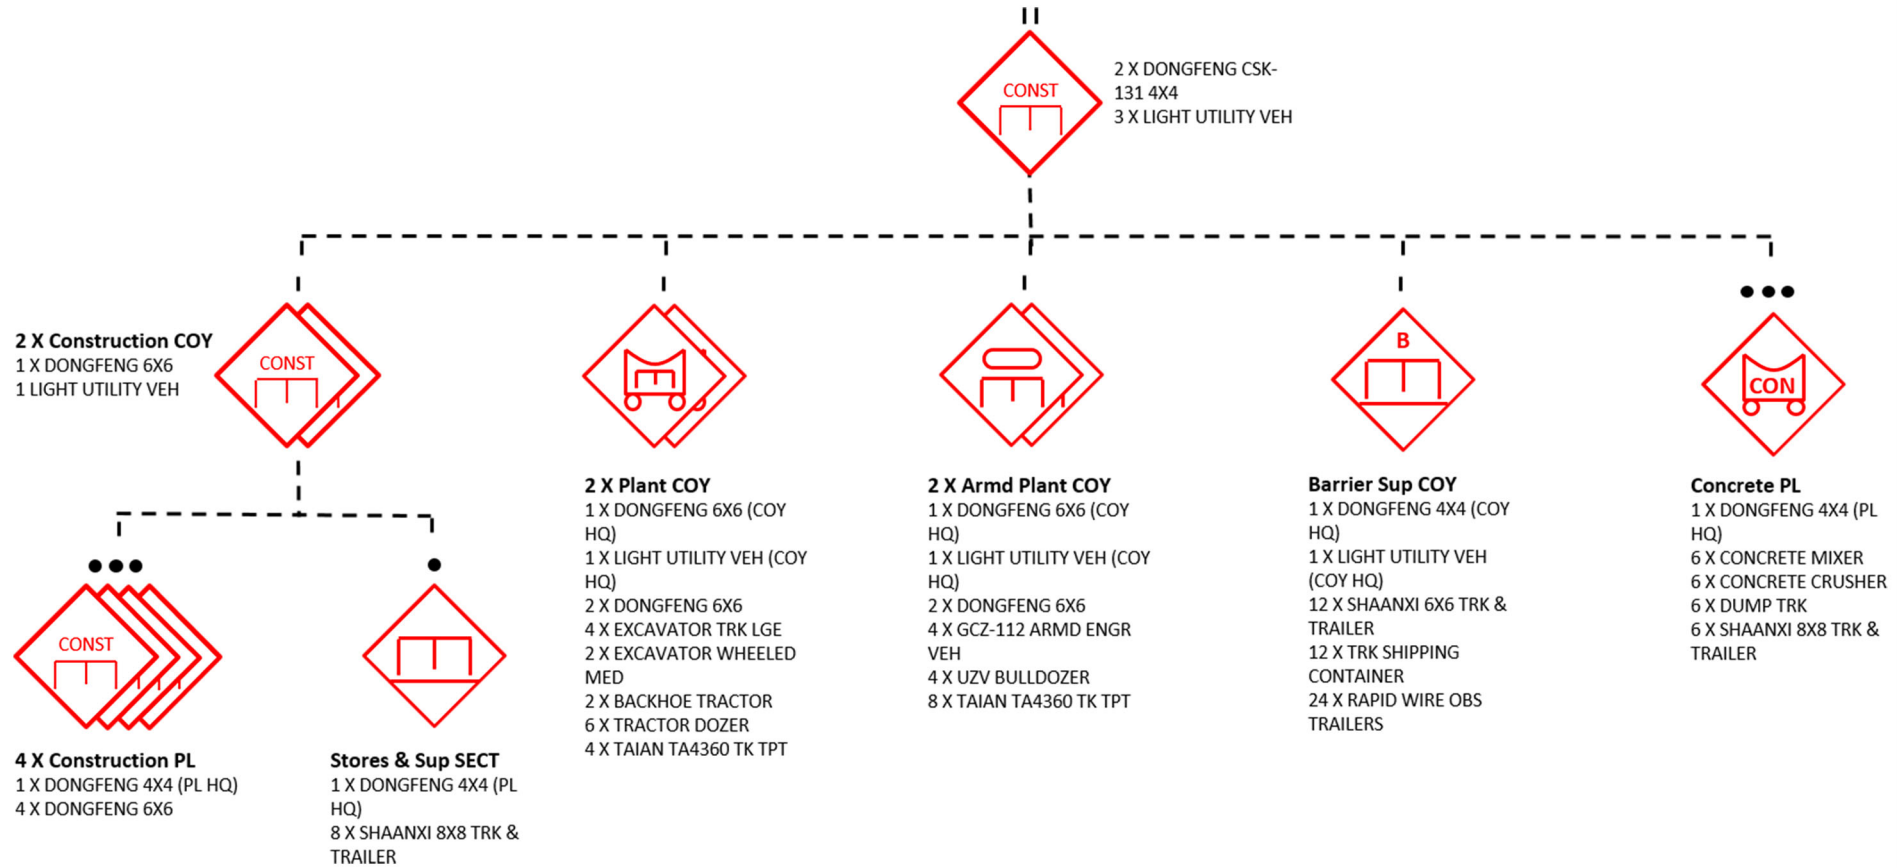 CONST
2 X DONGFENG CSK-
131 4X4
3 X LIGHT UTILITY VEH
2 X Construction COY
1 X DONGFENG 6X6
1 LIGHT UTILITY VEH
CONST
B
CON
2 X Plant COY
1 X DONGFENG 6X6 (COY
HQ)
1 X LIGHT UTILITY VEH (COY
HQ)
2 X DONGFENG 6X6
4 X EXCAVATOR TRK LGE
2 X EXCAVATOR WHEELED
MED
2 X BACKHOE TRACTOR
6 X TRACTOR DOZER
4 X TAIAN TA4360 TK TPT
2 X Armd Plant COY
1 X DONGFENG 6X6 (COY
HQ)
1 X LIGHT UTILITY VEH (COY
HQ)
2 X DONGFENG 6X6
4 X GCZ-112 ARMD ENGR
VEH
4 X UZV BULLDOZER
8 X TAIAN TA4360 TK TPT
Barrier Sup COY
1 X DONGFENG 4X4 (COY
HQ)
1 X LIGHT UTILITY VEH
(COY HQ)
12 X SHAANXI 6X6 TRK &
TRAILER
12 X TRK SHIPPING
CONTAINER
24 X RAPID WIRE OBS
TRAILERS
Concrete PL
1 X DONGFENG 4X4 (PL
HQ)
6 X CONCRETE MIXER
6 X CONCRETE CRUSHER
6 X DUMP TRK
6 X SHAANXI 8X8 TRK &
TRAILER
CONST
4 X Construction PL
1 X DONGFENG 4X4 (PL HQ)
4 X DONGFENG 6X6
Stores & Sup SECT
1 X DONGFENG 4X4 (PL
HQ)
8 X SHAANXI 8X8 TRK &
TRAILER